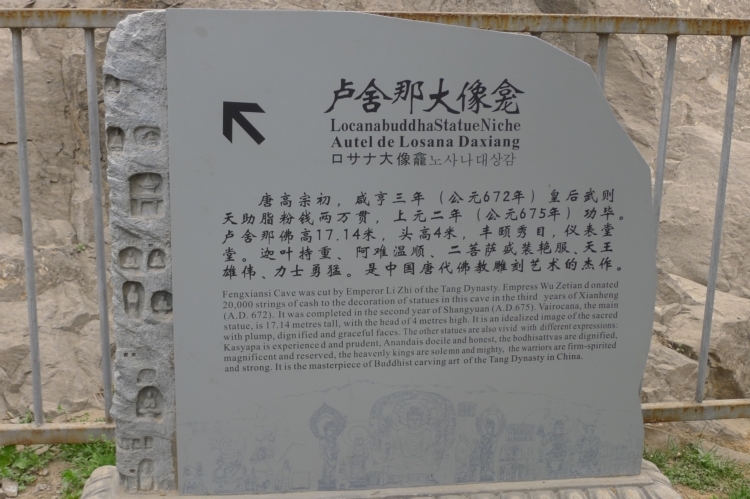 卢舍那大像龛
LocanabuddhaStatueNiche
Autel de Losana Daxiang
ロサナ大像龕노사나대상감
唐高宗初，咸亨三年（公元672年）皇后武则
天助脂粉钱两万贯，上元二年（公元675年）功毕。
卢舍那佛高17.14米，头高4米，丰颐秀目，仪表堂
堂。迦叶持重、阿难温顺、二菩萨盛装艳服、天王
雄伟、力士勇猛。是中国唐代佛教雕刻艺术的杰作。
Fengxiansi Cave was cut by Emperor Li Zhi of the Tang Dynasty. Empress Wu Zetian donated
20,000 strings of cash to the decoration of statues in this cave in the third years of Xianheng
(A.D. 672). It was completed in the second year of Shangyuan (A.D.675). Vairocana, the main
statue, is 17.14 metres tall, with the head of 4 metres high. It is an idealized image of the sacred
with plump, dignified and graceful faces. The other statues are also vivid with different expressions:
Kasyapa is experienced and prudent, Anandais docile and honest, the bodhisattvas are dignified,
magnificent and reserved, the heavenly kings are solemn and mighty, the warriors are firm-spirited
and strong. It is the masterpiece of Buddhist carving art of the Tang Dynasty in China.